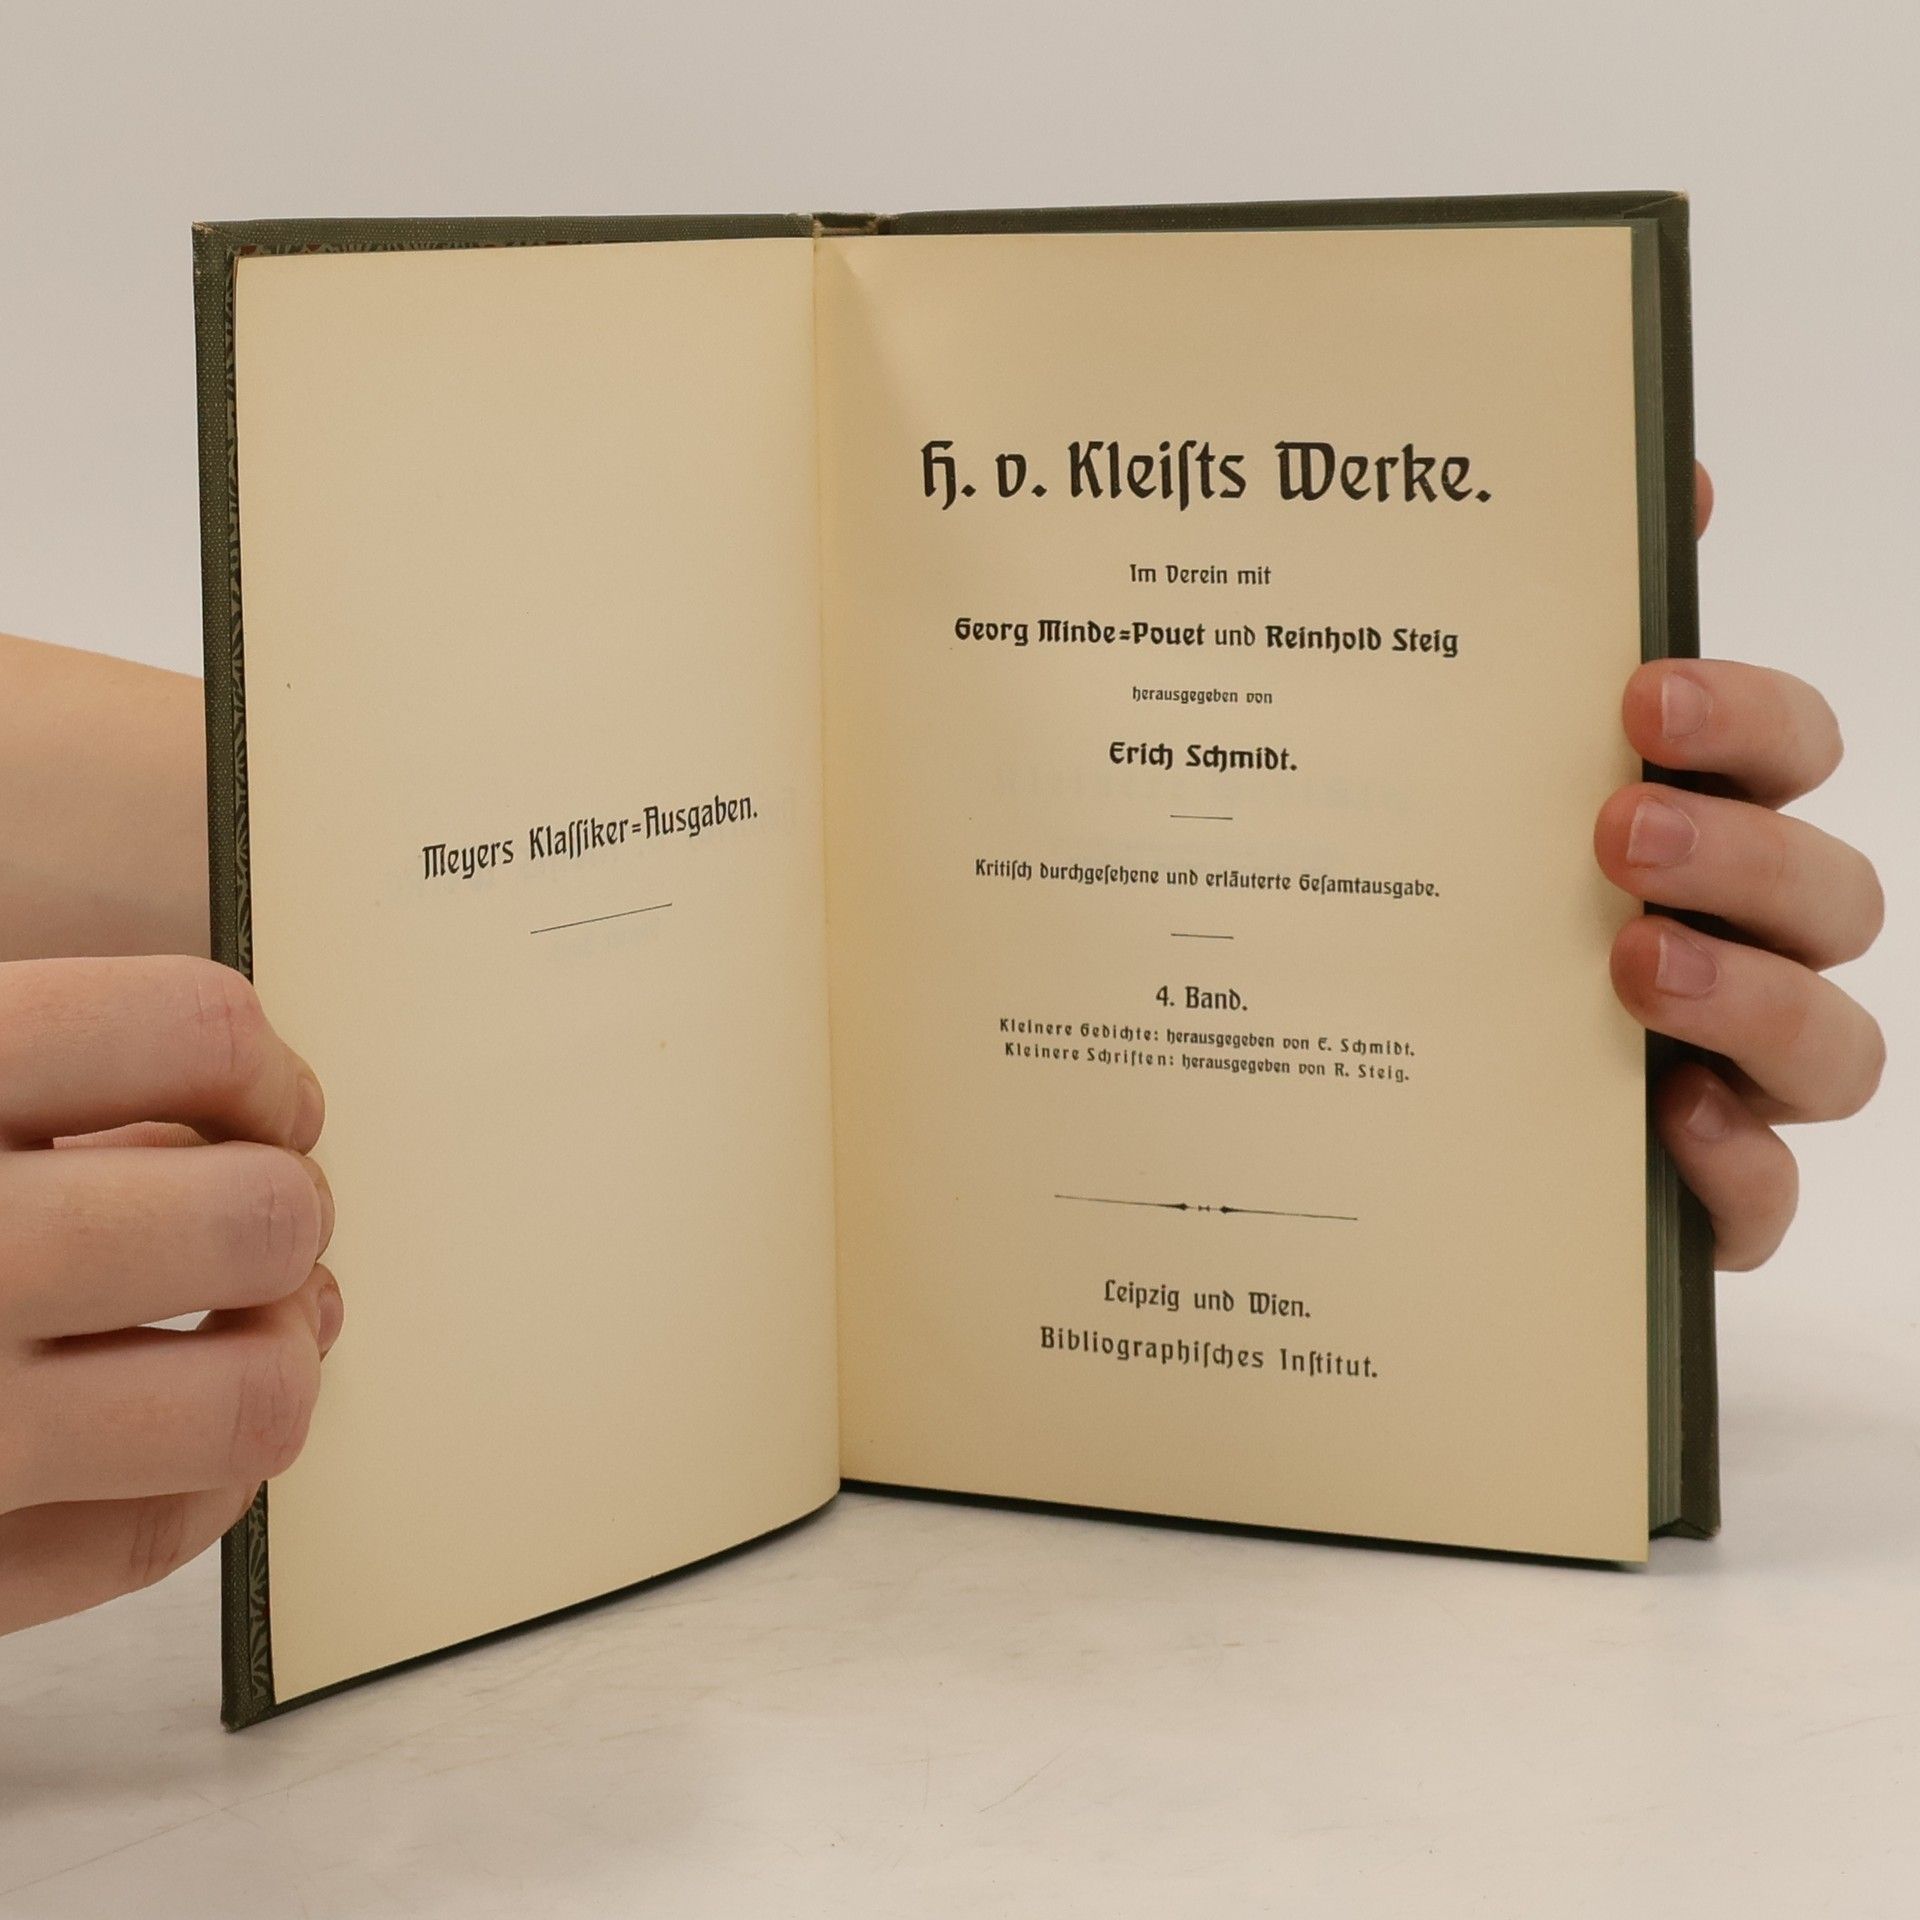 Meyers Klaſſiker=Ausgaben.
H. v. Kleiſts Werke.
Im Verein mit
Georg Minde=Pouet und Reinhold Steig
herausgegeben von
Erich Schmidt.
Kritiſch durchgeſehene und erläuterte Geſamtausgabe.
4. Band.
Kleinere Gedichte: herausgegeben von E. Schmidt.
Kleinere Schriften: herausgegeben von R. Steig.
Leipzig und Wien.
Bibliographiſches Inſtitut.